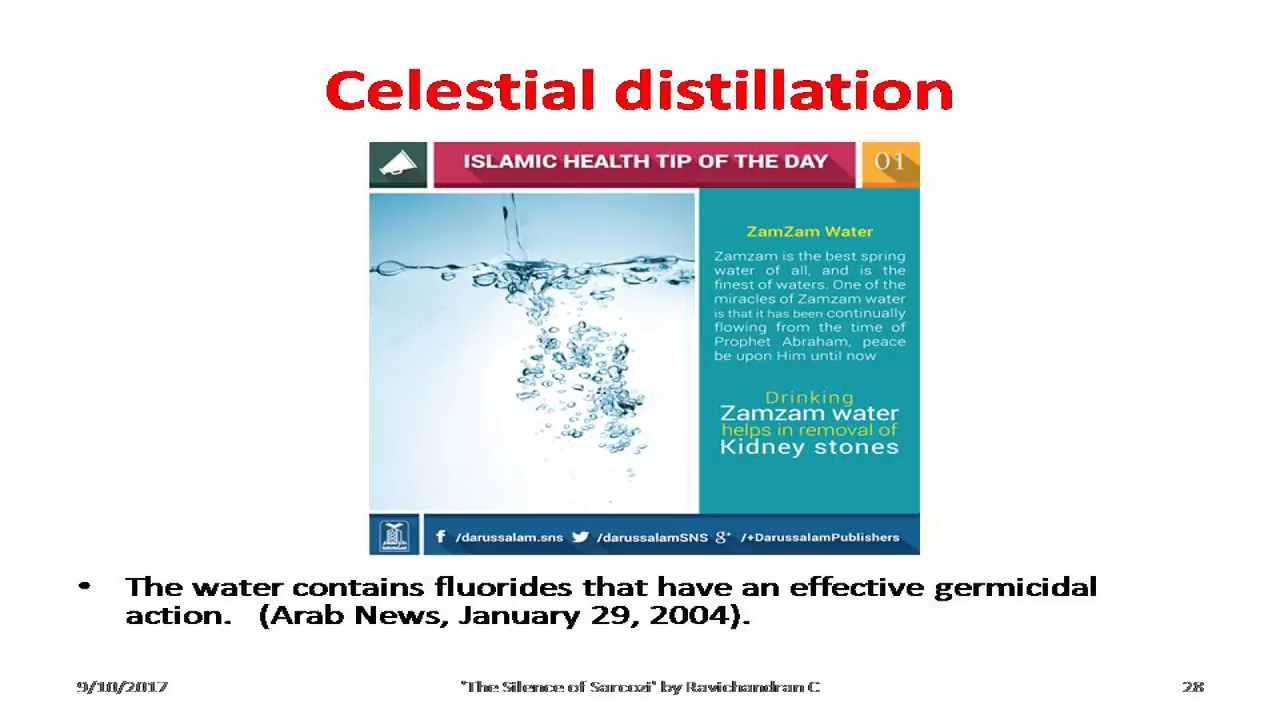 Celestial distillation
ISLAMIC HEALTH TIP OF THE DAY
01
ZamZam Water
Zamzam is the best spring
water of all, and is the
finest of waters. One of the
miracles of Zamzam water
is that it has been continually
flowing from the time of
Prophet Abraham, peace
be upon Him until now
Drinking
Zamzam water
helps in removal of
Kidney stones
f /darussalam.sns /darussalamSNS g+ /+DarussalamPublishers
• The water contains fluorides that have an effective germicidal
action. (Arab News, January 29, 2004).
9/10/2017 'The Silence of Sarcozi' by Ravichandran C 28